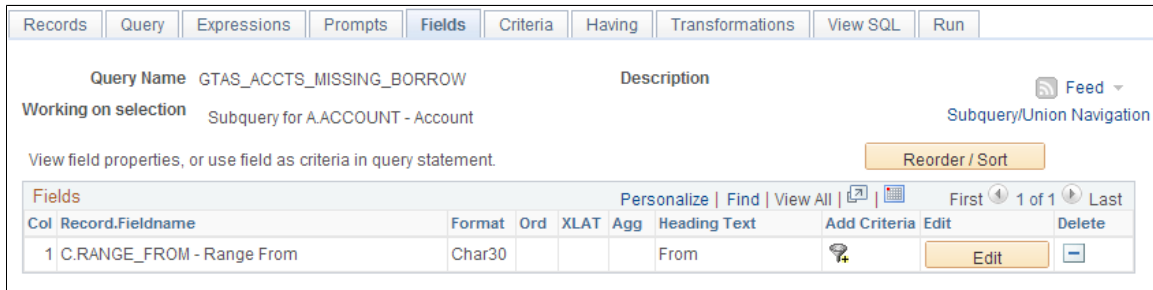 Records Query Expressions Prompts Fields Criteria Having Transformations View SQL Run
Query Name GTAS_ACCTS_MISSING_BORROW Description
Feed
Working on selection Subquery for A.ACCOUNT - Account
Subquery/Union Navigation
View field properties, or use field as criteria in query statement. Reorder / Sort
Fields Personalize | Find | View All | | First 1 of 1 Last
Col Record.Fieldname Format Ord XLAT Agg Heading Text Add Criteria Edit Delete
1 C.RANGE_FROM - Range From Char30 From Edit